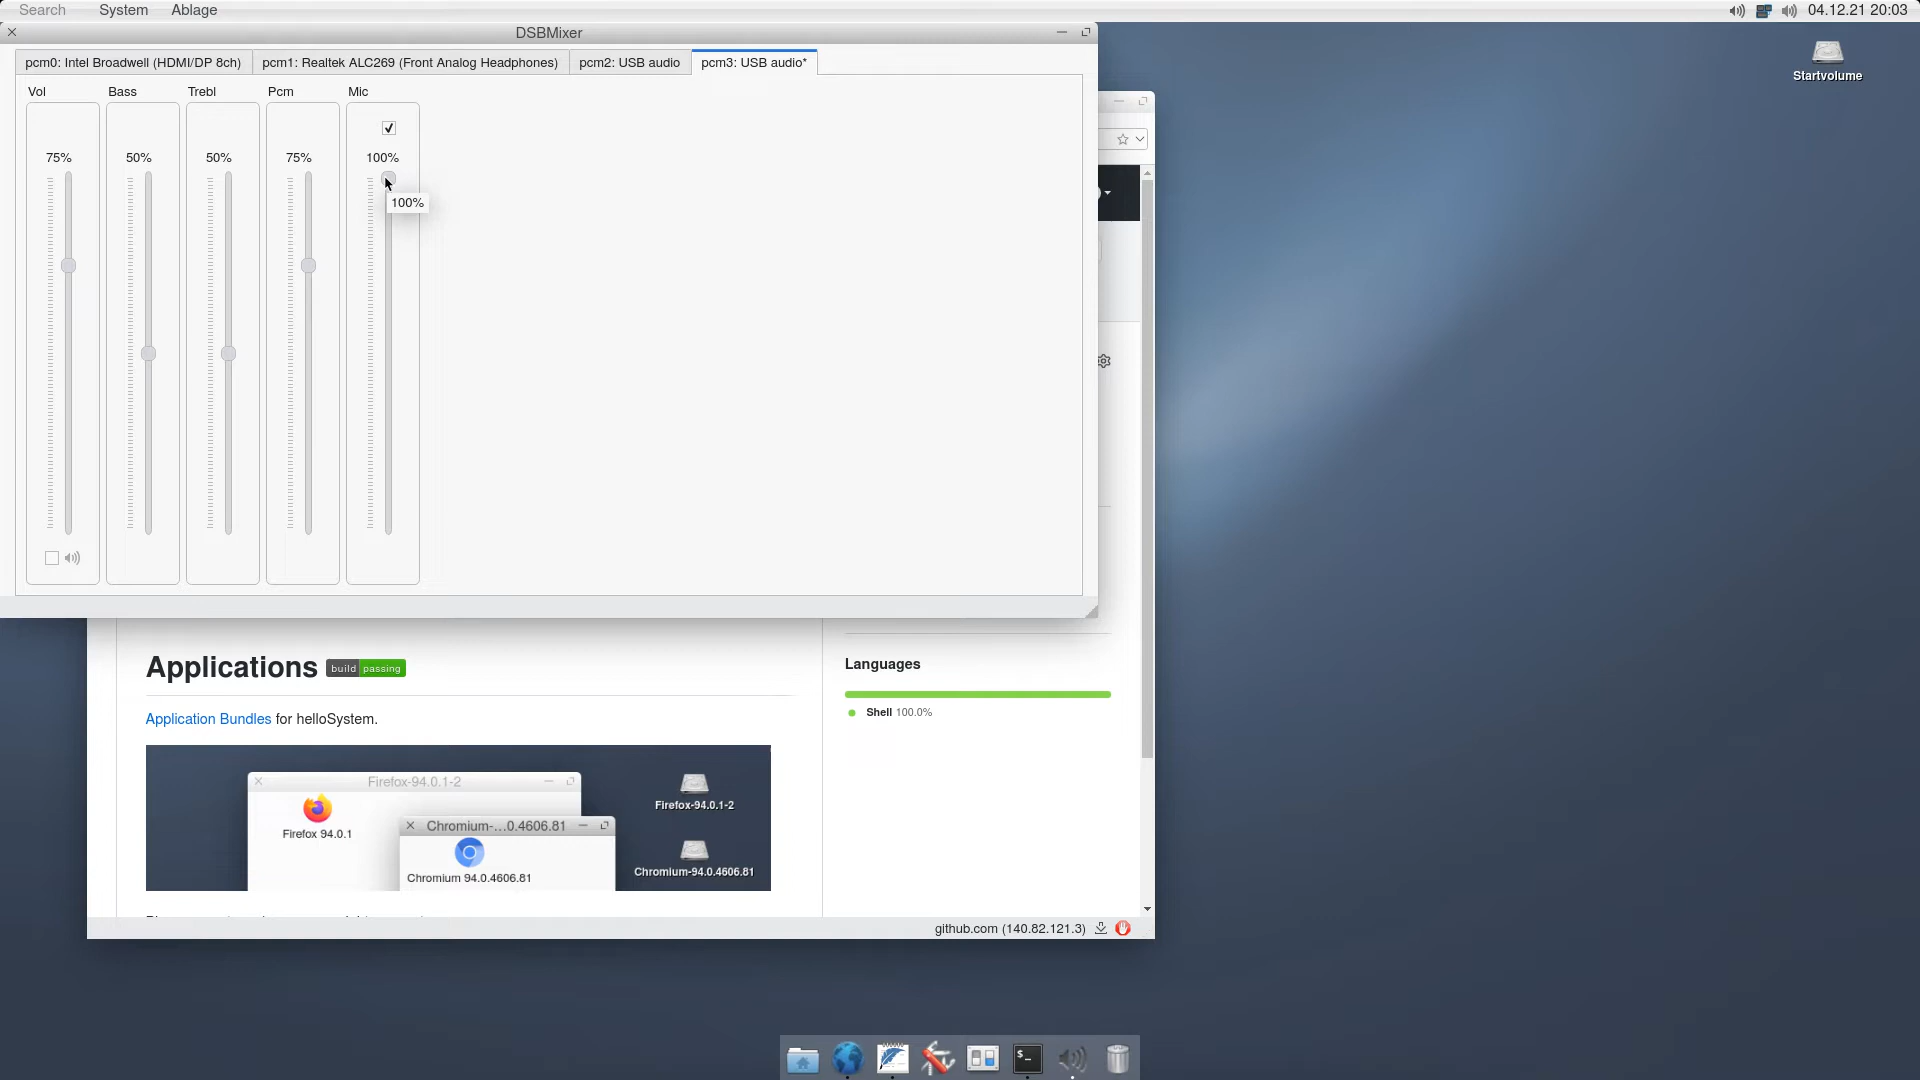 Search System Ablage 04.12.21 20:03
DSBMixer
pcm0: Intel Broadwell (HDMI/DP 8ch) pcm1: Realtek ALC269 (Front Analog Headphones) pcm2: USB audio pcm3: USB audio*
Startvolume
Vol Bass Trebl Pcm Mic
75% 50% 50% 75% 100%
100%
Applications build passing
Languages
Shell 100.0%
Application Bundles for helloSystem.
Firefox-94.0.1-2
Firefox-94.0.1-2
Firefox 94.0.1
Chromium-...0.4606.81
Chromium-94.0.4606.81
Chromium 94.0.4606.81
github.com (140.82.121.3)
$_